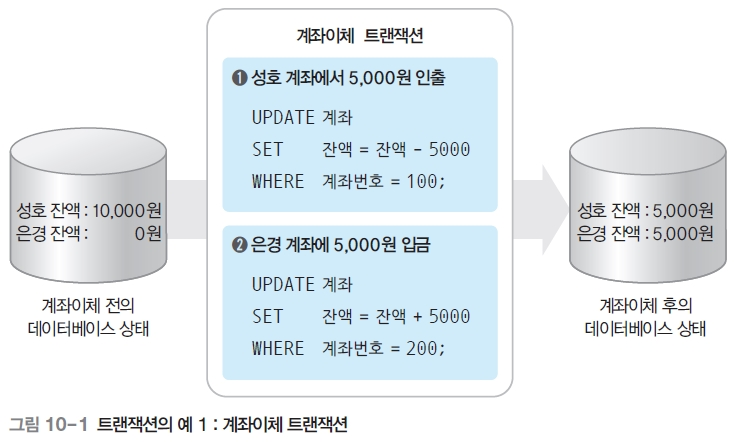 계좌이체 트랜잭션
❶ 성호 계좌에서 5,000원 인출
UPDATE 계좌
SET 잔액 = 잔액 - 5000
WHERE 계좌번호 = 100;
❷ 은경 계좌에 5,000원 입금
UPDATE 계좌
SET 잔액 = 잔액 + 5000
WHERE 계좌번호 = 200;
성호 잔액 : 10,000원
은경 잔액 : 0원
계좌이체 전의
데이터베이스 상태
성호 잔액 : 5,000원
은경 잔액 : 5,000원
계좌이체 후의
데이터베이스 상태
그림 10-1 트랜잭션의 예 1 : 계좌이체 트랜잭션